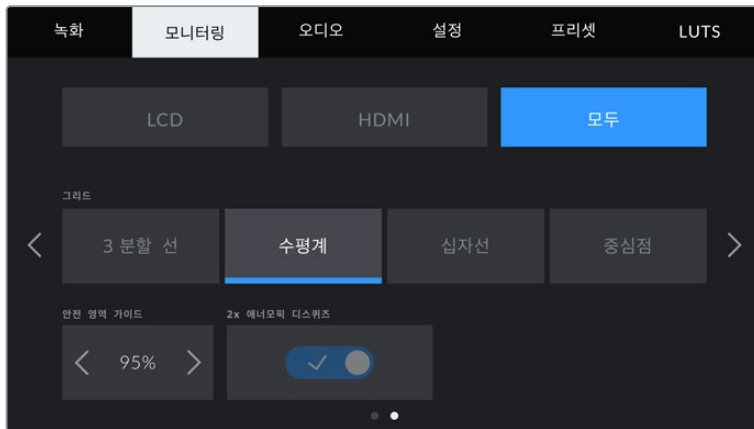 녹화 모니터링 오디오 설정 프리셋 LUTS
LCD HDMI 모두
그리드
3 분할 선 수평계 십자선 중심점
안전 영역 가이드 2x 애너모픽 디스퀴즈
95%